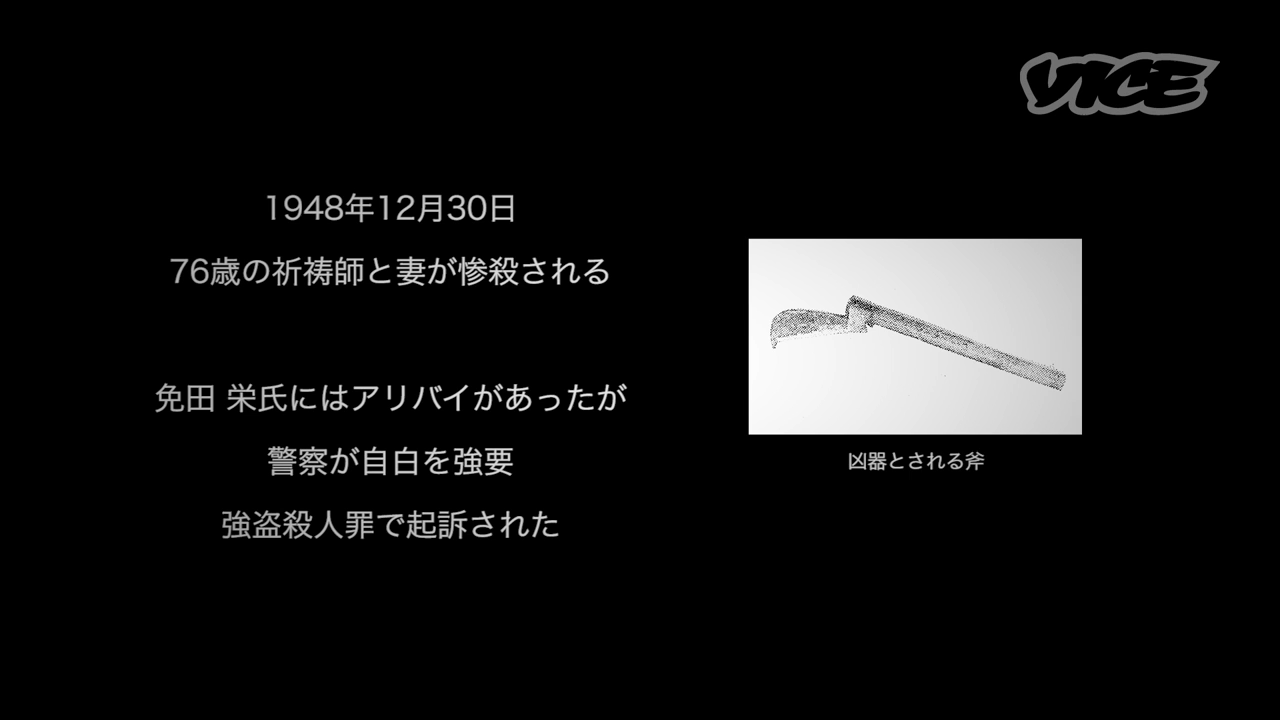 VICE
1948年12月30日
76歳の祈祷師と妻が惨殺される
免田 栄氏にはアリバイがあったが
警察が自白を強要
強盗殺人罪で起訴された
凶器とされる斧